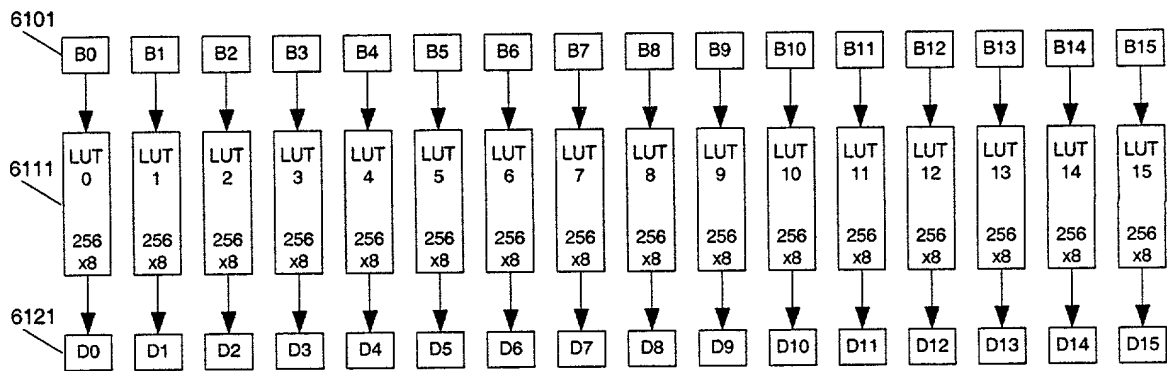 6101
B0 B1 B2 B3 B4 B5 B6 B7 B8 B9 B10 B11 B12 B13 B14 B15
6111
LUT LUT LUT LUT LUT LUT LUT LUT LUT LUT LUT LUT LUT LUT LUT LUT
0 1 2 3 4 5 6 7 8 9 10 11 12 13 14 15
256 256 256 256 256 256 256 256 256 256 256 256 256 256 256 256
x8 x8 x8 x8 x8 x8 x8 x8 x8 x8 x8 x8 x8 x8 x8 x8
6121
D0 D1 D2 D3 D4 D5 D6 D7 D8 D9 D10 D11 D12 D13 D14 D15